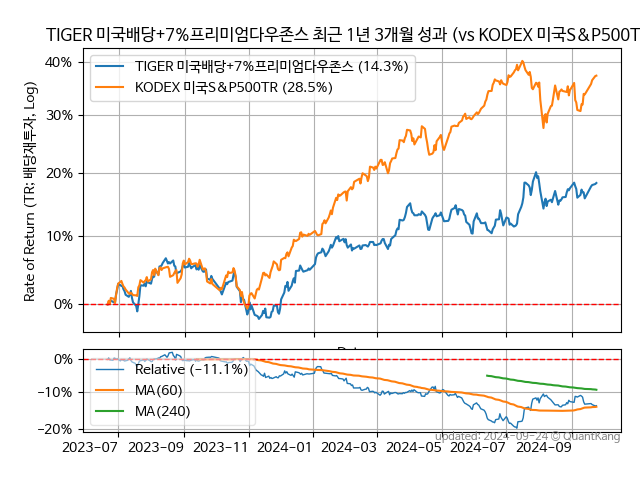 TIGER 미국배당+7%프리미엄다우존스 최근 1년 3개월 성과 (vs KODEX 미국S&P500T
Rate of Return (TR: 배당재투자, Log)
40%
30%
20%
10%
0%
TIGER 미국배당+7%프리미엄다우존스 (14.3%)
KODEX 미국S&P500TR (28.5%)
0%
−10%
−20%
Relative (−11.1%)
MA(60)
MA(240)
2023-07 2023-09 2023-11 2024-01 2024-03 2024-05 2024-07 2024-09
updated: 2024-09-24 © QuantKang